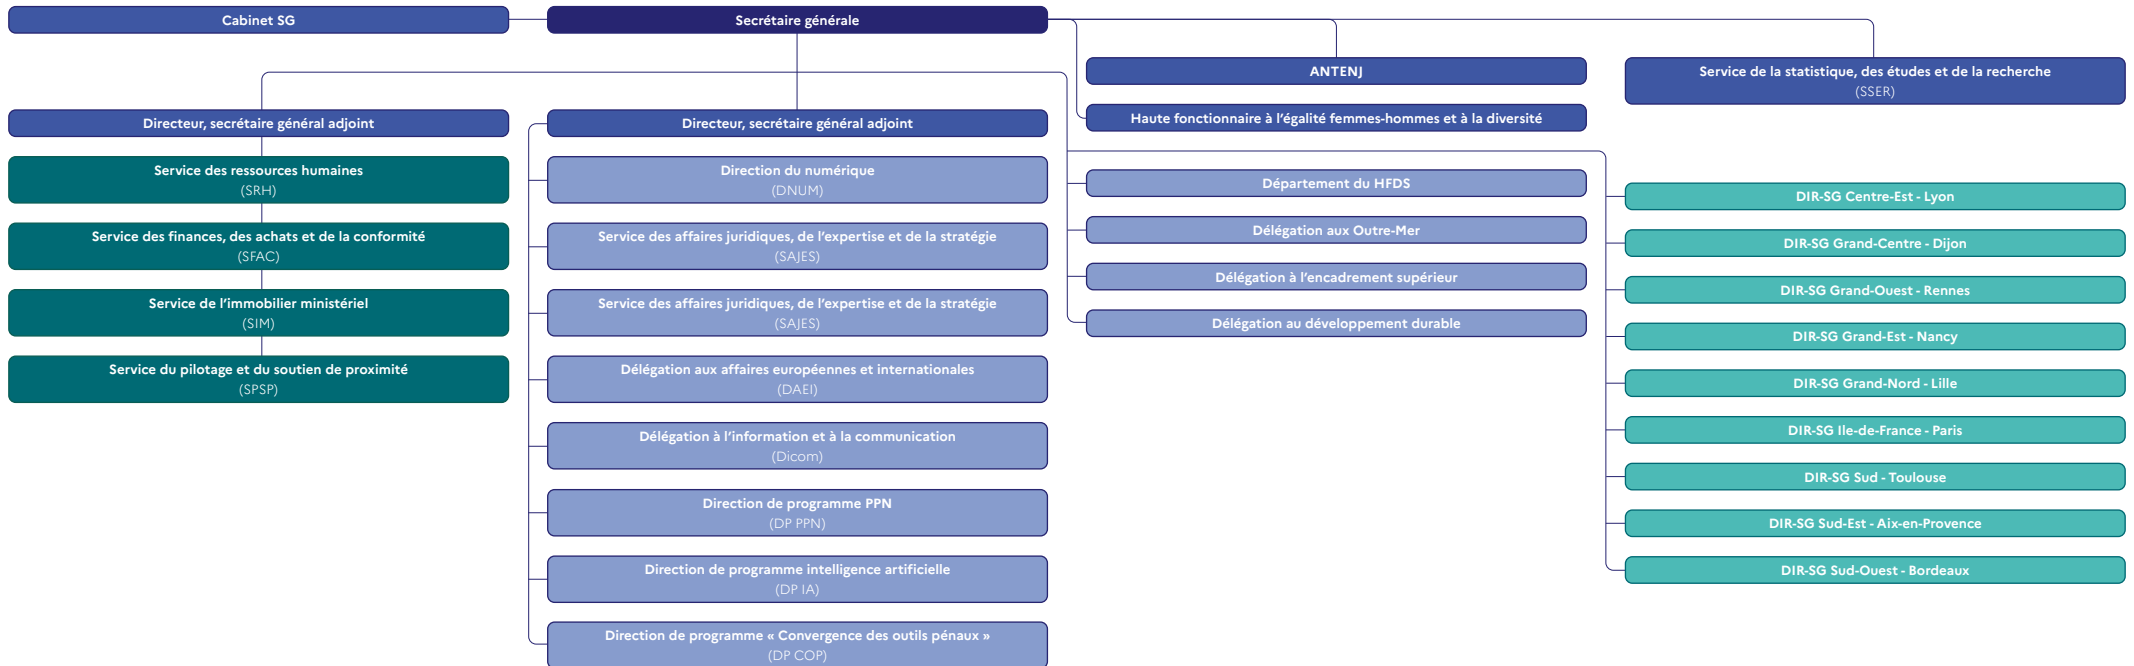 Cabinet SG
Secrétaire générale
ANTENJ
Service de la statistique, des études et de la recherche
(SSER)
Haute fonctionnaire à l’égalité femmes-hommes et à la diversité
Directeur, secrétaire général adjoint
Service des ressources humaines
(SRH)
Service des finances, des achats et de la conformité
(SFAC)
Service de l’immobilier ministériel
(SIM)
Service du pilotage et du soutien de proximité
(SPSP)
Directeur, secrétaire général adjoint
Direction du numérique
(DNUM)
Service des affaires juridiques, de l’expertise et de la stratégie
(SAJES)
Service des affaires juridiques, de l’expertise et de la stratégie
(SAJES)
Délégation aux affaires européennes et internationales
(DAEI)
Délégation à l’information et à la communication
(Dicom)
Direction de programme PPN
(DP PPN)
Direction de programme intelligence artificielle
(DP IA)
Direction de programme « Convergence des outils pénaux »
(DP COP)
Département du HFDS
Délégation aux Outre-Mer
Délégation à l’encadrement supérieur
Délégation au développement durable
DIR-SG Centre-Est - Lyon
DIR-SG Grand-Centre - Dijon
DIR-SG Grand-Ouest - Rennes
DIR-SG Grand-Est - Nancy
DIR-SG Grand-Nord - Lille
DIR-SG Ile-de-France - Paris
DIR-SG Sud - Toulouse
DIR-SG Sud-Est - Aix-en-Provence
DIR-SG Sud-Ouest - Bordeaux